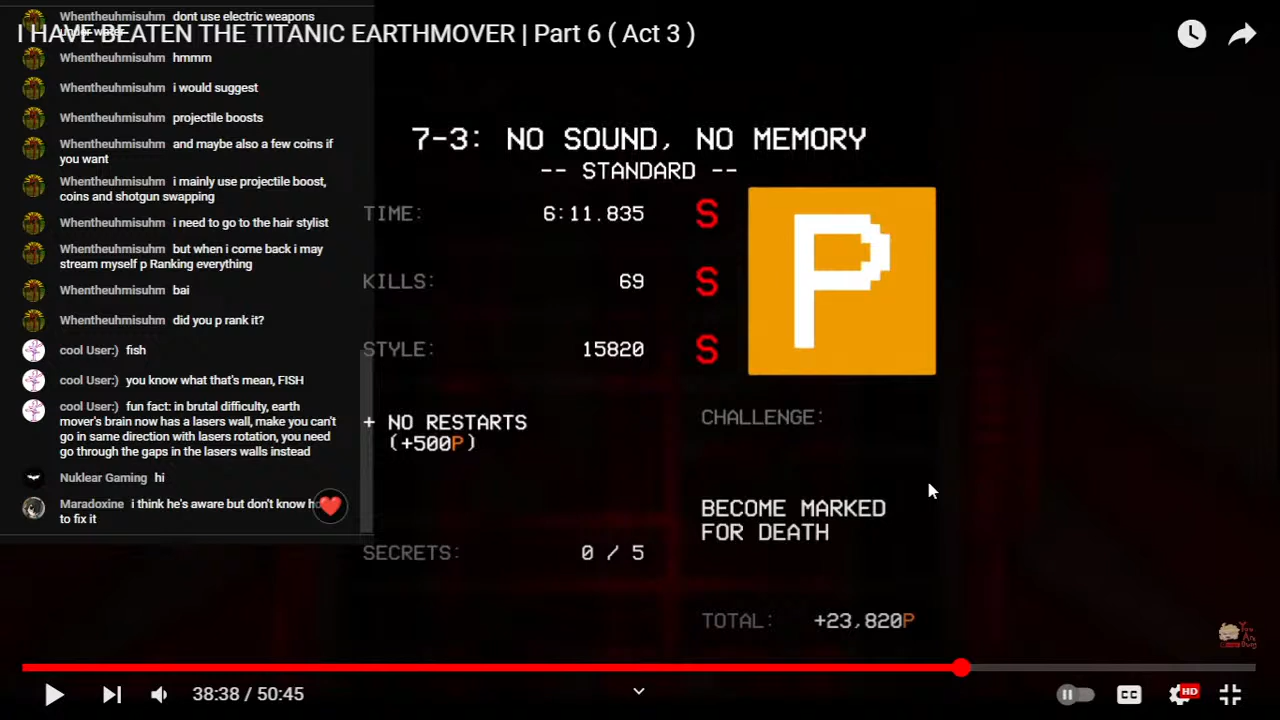 Whentheuhmisuhm dont use electric weapons
under water
I HAVE BEATEN THE TITANIC EARTHMOVER | Part 6 ( Act 3 )
Whentheuhmisuhm hmmm
Whentheuhmisuhm i would suggest
Whentheuhmisuhm projectile boosts
Whentheuhmisuhm and maybe also a few coins if
you want
Whentheuhmisuhm i mainly use projectile boost,
coins and shotgun swapping
Whentheuhmisuhm i need to go to the hair stylist
Whentheuhmisuhm but when i come back i may
stream myself p Ranking everything
Whentheuhmisuhm bai
Whentheuhmisuhm did you p rank it?
cool User:) fish
cool User:) you know what that's mean, FISH
cool User:) fun fact: in brutal difficulty, earth
mover's brain now has a lasers wall, make you can't
go in same direction with lasers rotation, you need
go through the gaps in the lasers walls instead
Nuklear Gaming hi
Maradoxine i think he's aware but don't know
to fix it
7-3: NO SOUND, NO MEMORY
-- STANDARD --
TIME: 6:11.835 S
KILLS: 69 S
STYLE: 15820 S
P
+ NO RESTARTS
(+500P)
SECRETS: 0 / 5
CHALLENGE:
BECOME MARKED
FOR DEATH
TOTAL: +23,820P
38:38 / 50:45
CC
HD